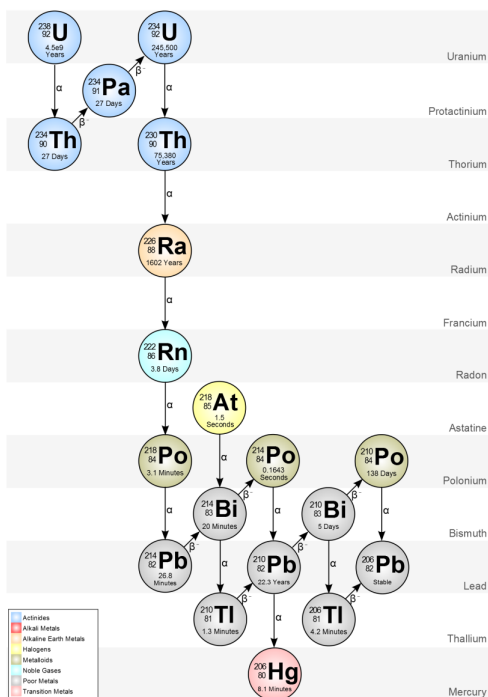 238 92 U 4.5e9 Years
234 92 U 245,500 Years
Uranium
α
β⁻
α
234 91 Pa 27 Days
Protactinium
β⁻
234 90 Th 27 Days
230 90 Th 75,380 Years
Thorium
α
Actinium
226 88 Ra 1602 Years
Radium
α
Francium
222 86 Rn 3.8 Days
Radon
α
218 85 At 1.5 Seconds
Astatine
218 84 Po 3.1 Minutes
α
214 84 Po 0.1643 Seconds
210 84 Po 138 Days
Polonium
α
β⁻
α
β⁻
α
214 83 Bi 20 Minutes
210 83 Bi 5 Days
Bismuth
β⁻
β⁻
214 82 Pb 26.8 Minutes
α
210 82 Pb 22.3 Years
α
206 82 Pb Stable
Lead
β⁻
β⁻
210 81 Tl 1.3 Minutes
α
206 81 Tl 4.2 Minutes
Thallium
206 80 Hg 8.1 Minutes
Mercury
Actinides
Alkali Metals
Alkaline Earth Metals
Halogens
Metalloids
Noble Gases
Poor Metals
Transition Metals